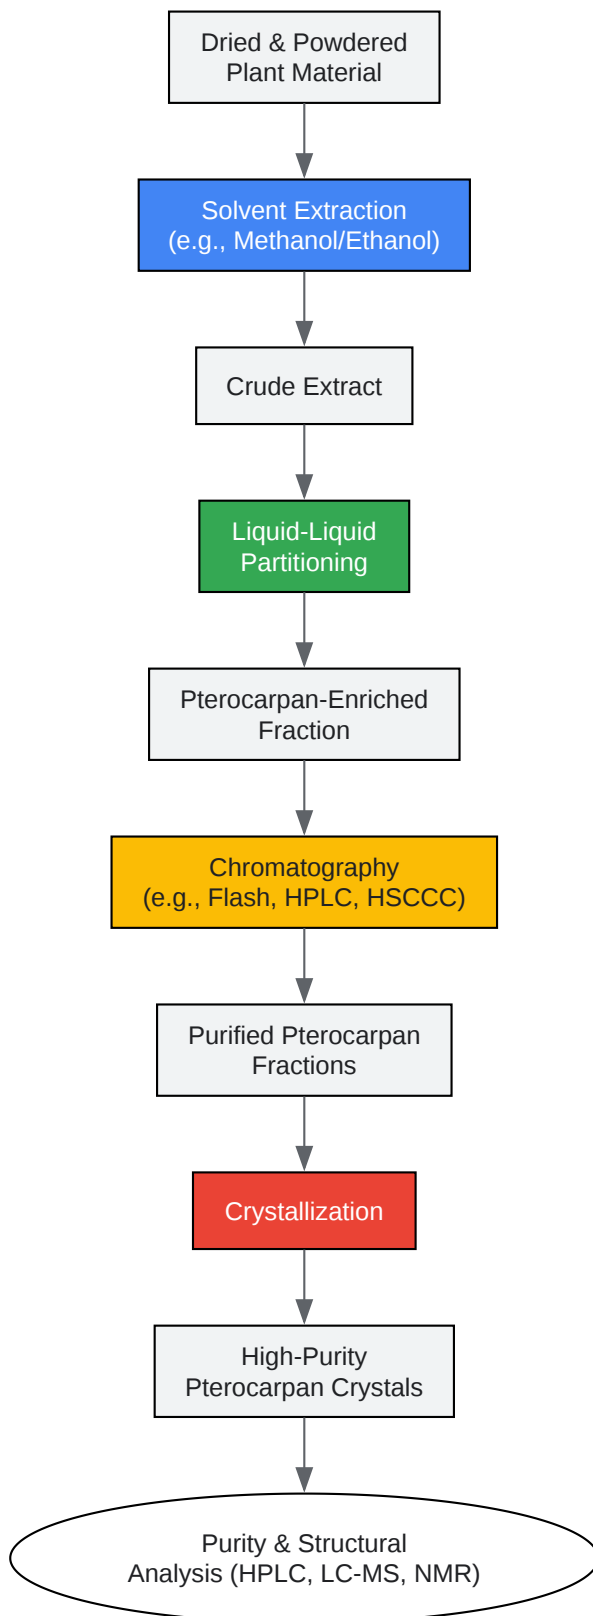 Dried & Powdered
Plant Material
Solvent Extraction
(e.g., Methanol/Ethanol)
Crude Extract
Liquid-Liquid
Partitioning
Pterocarpan-Enriched
Fraction
Chromatography
(e.g., Flash, HPLC, HSCCC)
Purified Pterocarpan
Fractions
Crystallization
High-Purity
Pterocarpan Crystals
Purity & Structural
Analysis (HPLC, LC-MS, NMR)